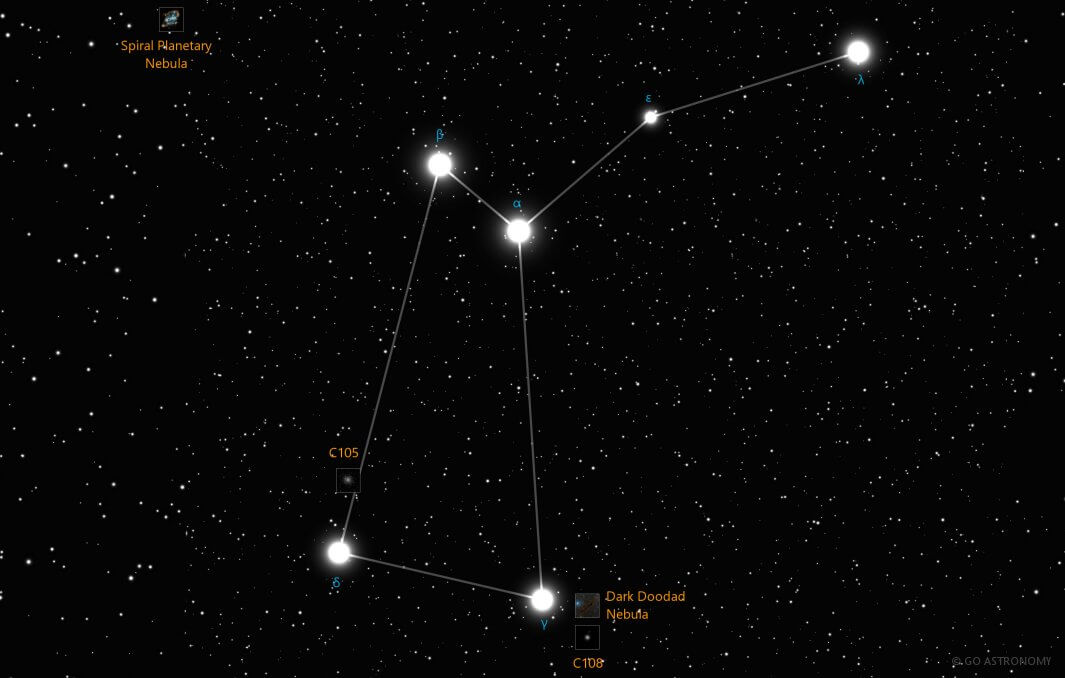 Spiral Planetary
Nebula
λ
ε
β
α
C105
δ
Dark Doodad
Nebula
γ
C108
© GO ASTRONOMY